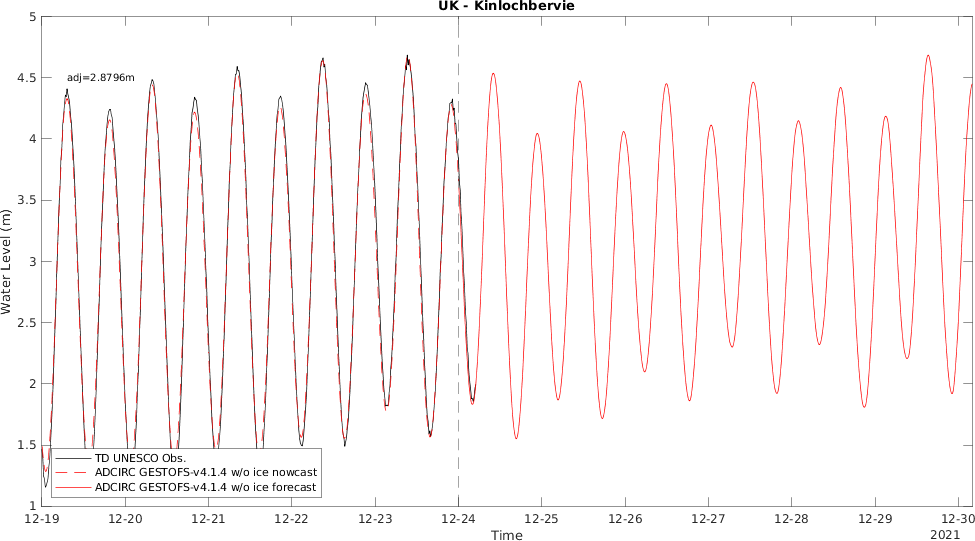 UK - Kinlochbervie
5
4.5
4
3.5
3
2.5
2
1.5
1
Water Level (m)
adj=2.8796m
TD UNESCO Obs.
ADCIRC GESTOFS-v4.1.4 w/o ice nowcast
ADCIRC GESTOFS-v4.1.4 w/o ice forecast
12-19 12-20 12-21 12-22 12-23 12-24 12-25 12-26 12-27 12-28 12-29 12-30
Time 2021